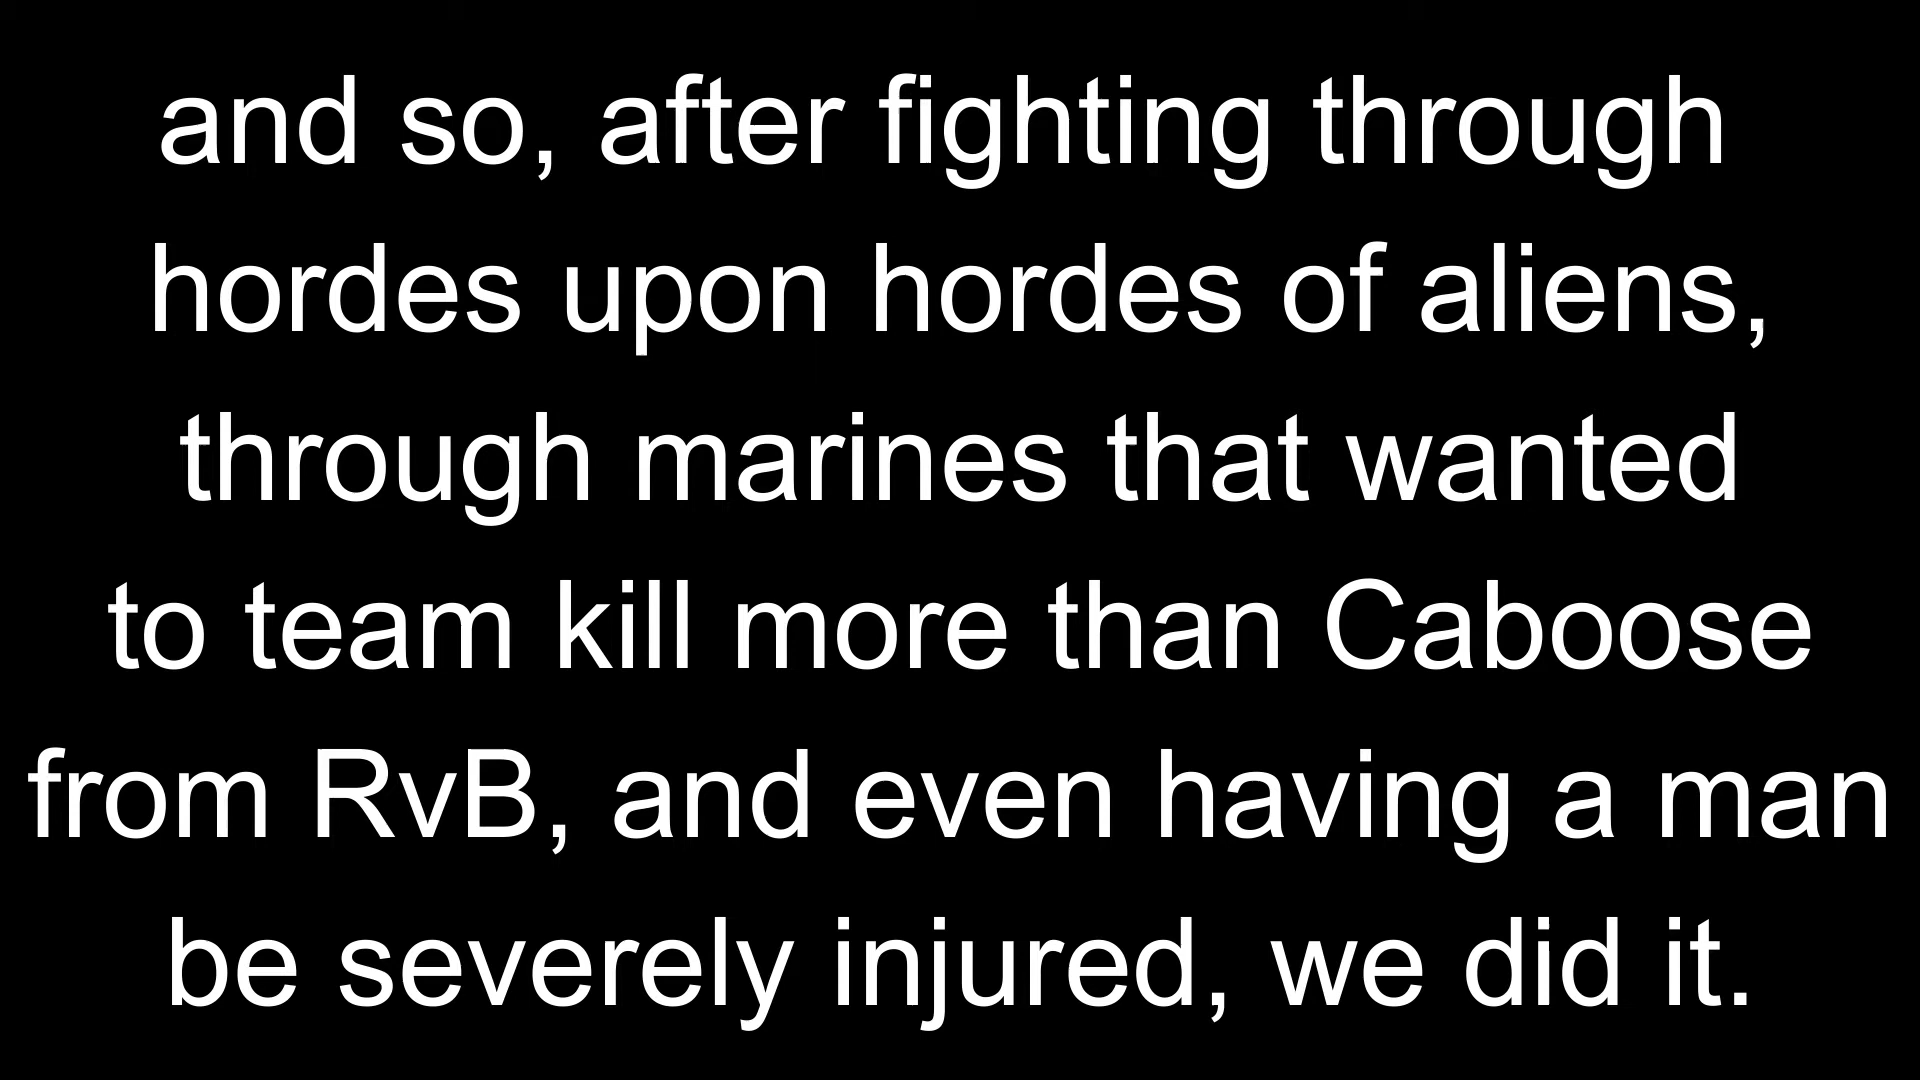 and so, after fighting through
hordes upon hordes of aliens,
through marines that wanted
to team kill more than Caboose
from RvB, and even having a man
be severely injured, we did it.